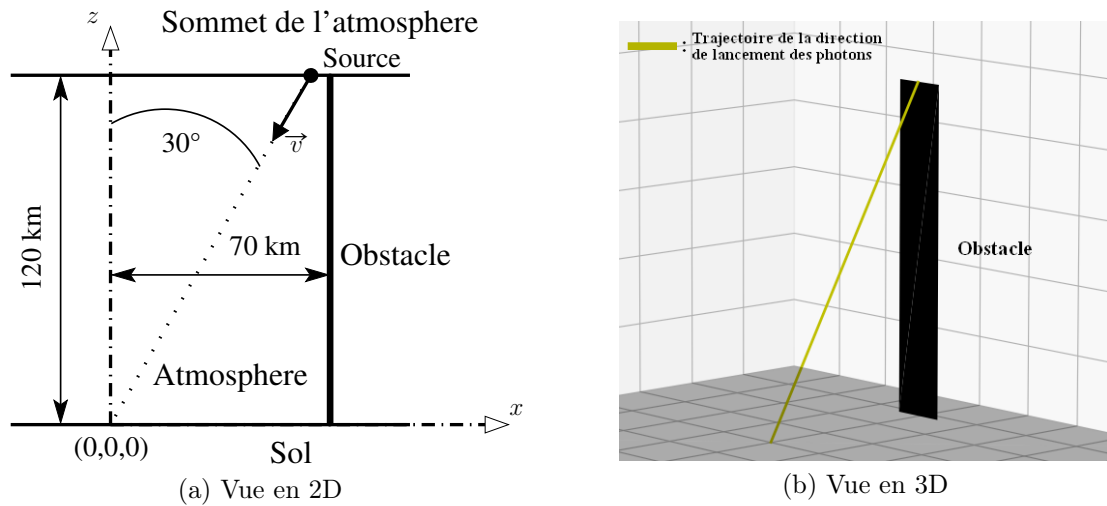 Sommet de l'atmosphere
z
Source
30°
v
120 km
70 km
Obstacle
Atmosphere
x
(0,0,0)
Sol
(a) Vue en 2D
: Trajectoire de la direction
de lancement des photons
Obstacle
(b) Vue en 3D